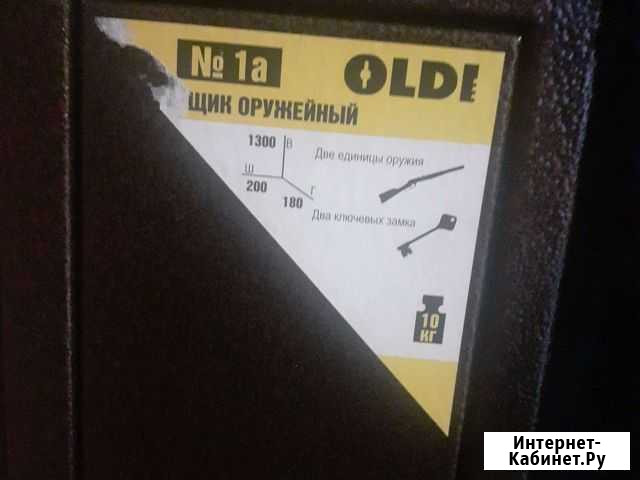 № 1а
OLDI
ЩИК ОРУЖЕЙНЫЙ
1300 В
Две единицы оружия
Ш
200
Г
180
Два ключевых замка
10
КГ
Интернет-
Кабинет.Ру